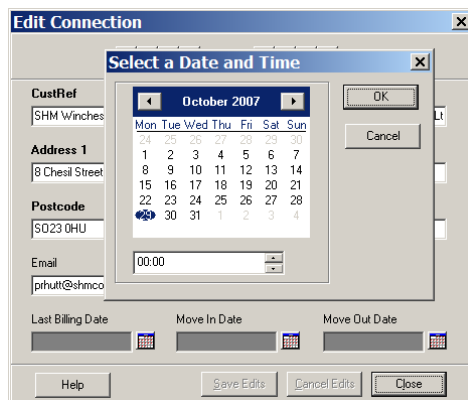 Edit Connection
Select a Date and Time
October 2007
Mon Tue Wed Thu Fri Sat Sun
24 25 26 27 28 29 30
1 2 3 4 5 6 7
8 9 10 11 12 13 14
15 16 17 18 19 20 21
22 23 24 25 26 27 28
29 30 31 1 2 3 4
00:00
OK
Cancel
CustRef
SHM Winches
Lt
Address 1
8 Chesil Street
Postcode
SO23 0HU
Email
prhutt@shmco
Last Billing Date
Move In Date
Move Out Date
Help
Save Edits
Cancel Edits
Close